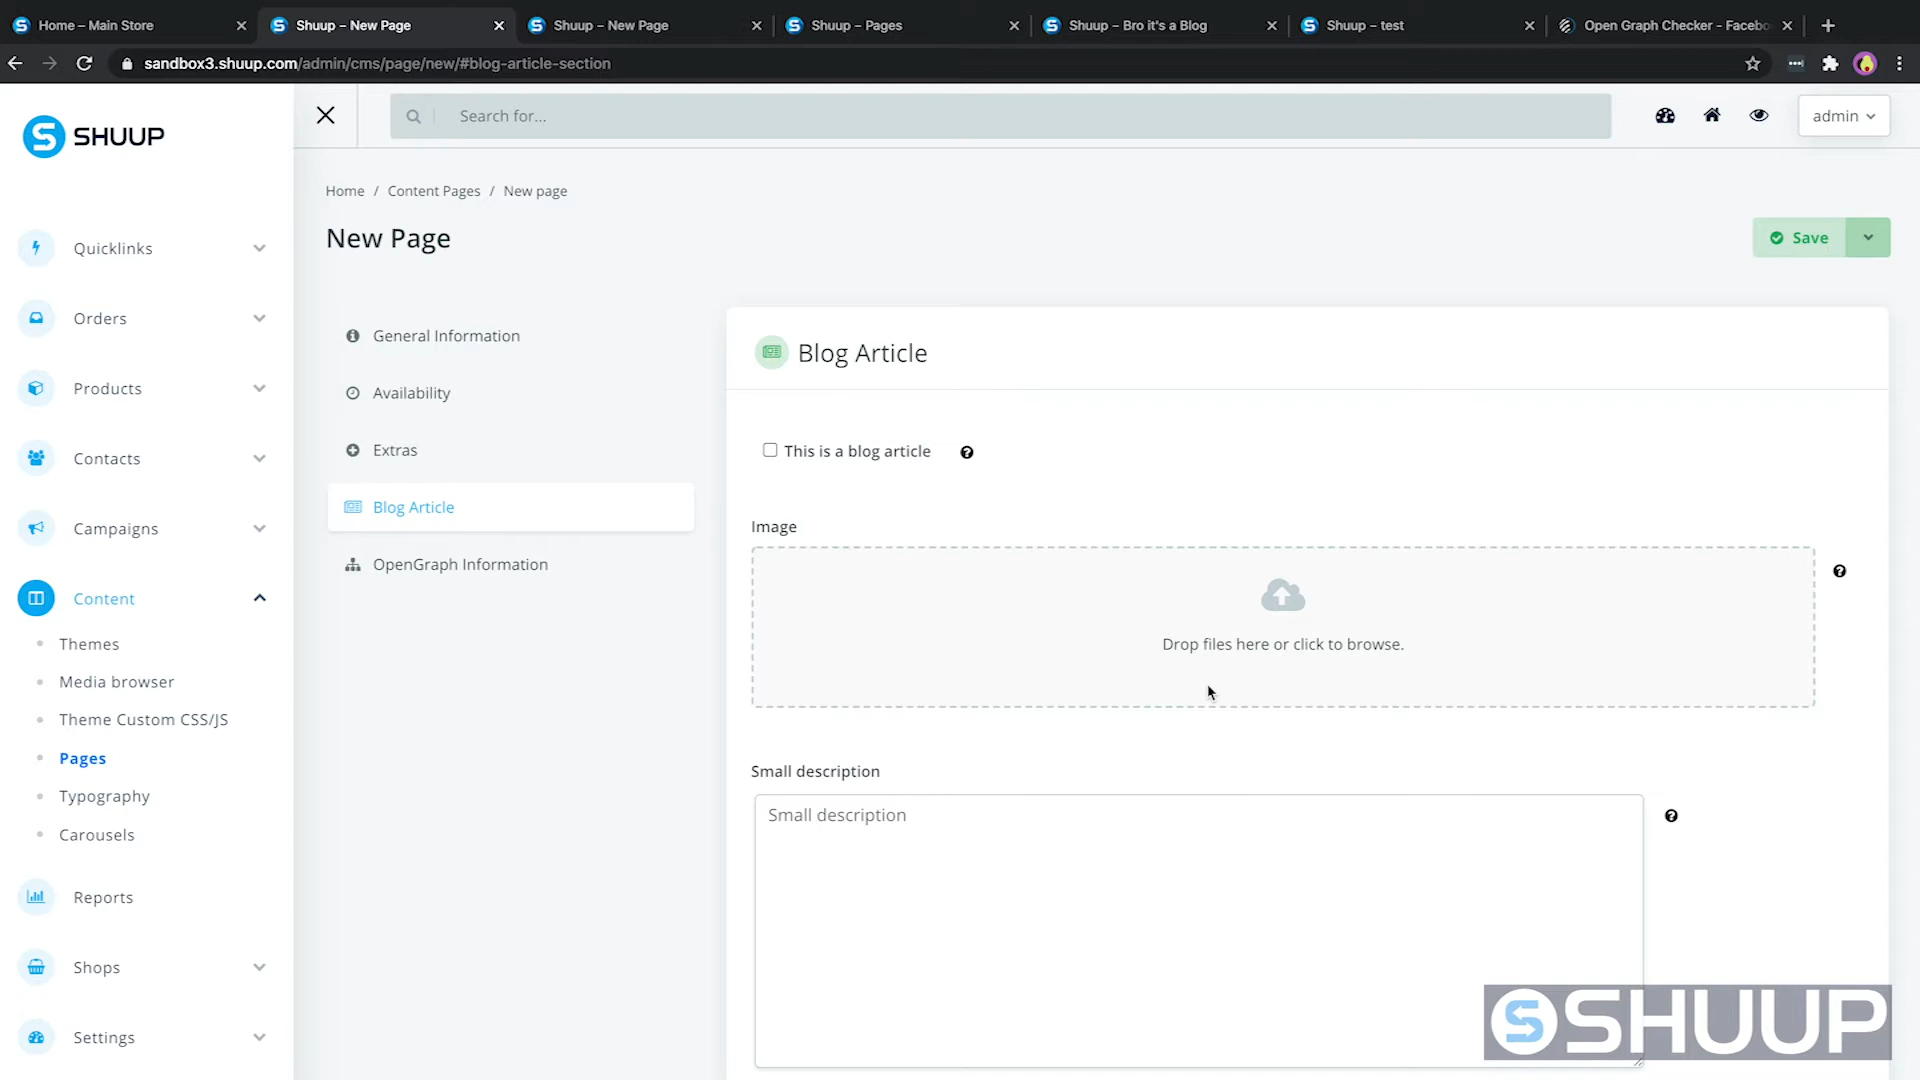 Home – Main Store
Shuup – New Page
Shuup – New Page
Shuup – Pages
Shuup – Bro it's a Blog
Shuup – test
Open Graph Checker - Facebo
sandbox3.shuup.com/admin/cms/page/new/#blog-article-section
SHUUP
Search for...
admin
Home / Content Pages / New page
New Page
Save
Quicklinks
Orders
Products
Contacts
Campaigns
Content
Themes
Media browser
Theme Custom CSS/JS
Pages
Typography
Carousels
Reports
Shops
Settings
General Information
Availability
Extras
Blog Article
OpenGraph Information
Blog Article
This is a blog article
Image
Drop files here or click to browse.
Small description
Small description
SHUUP